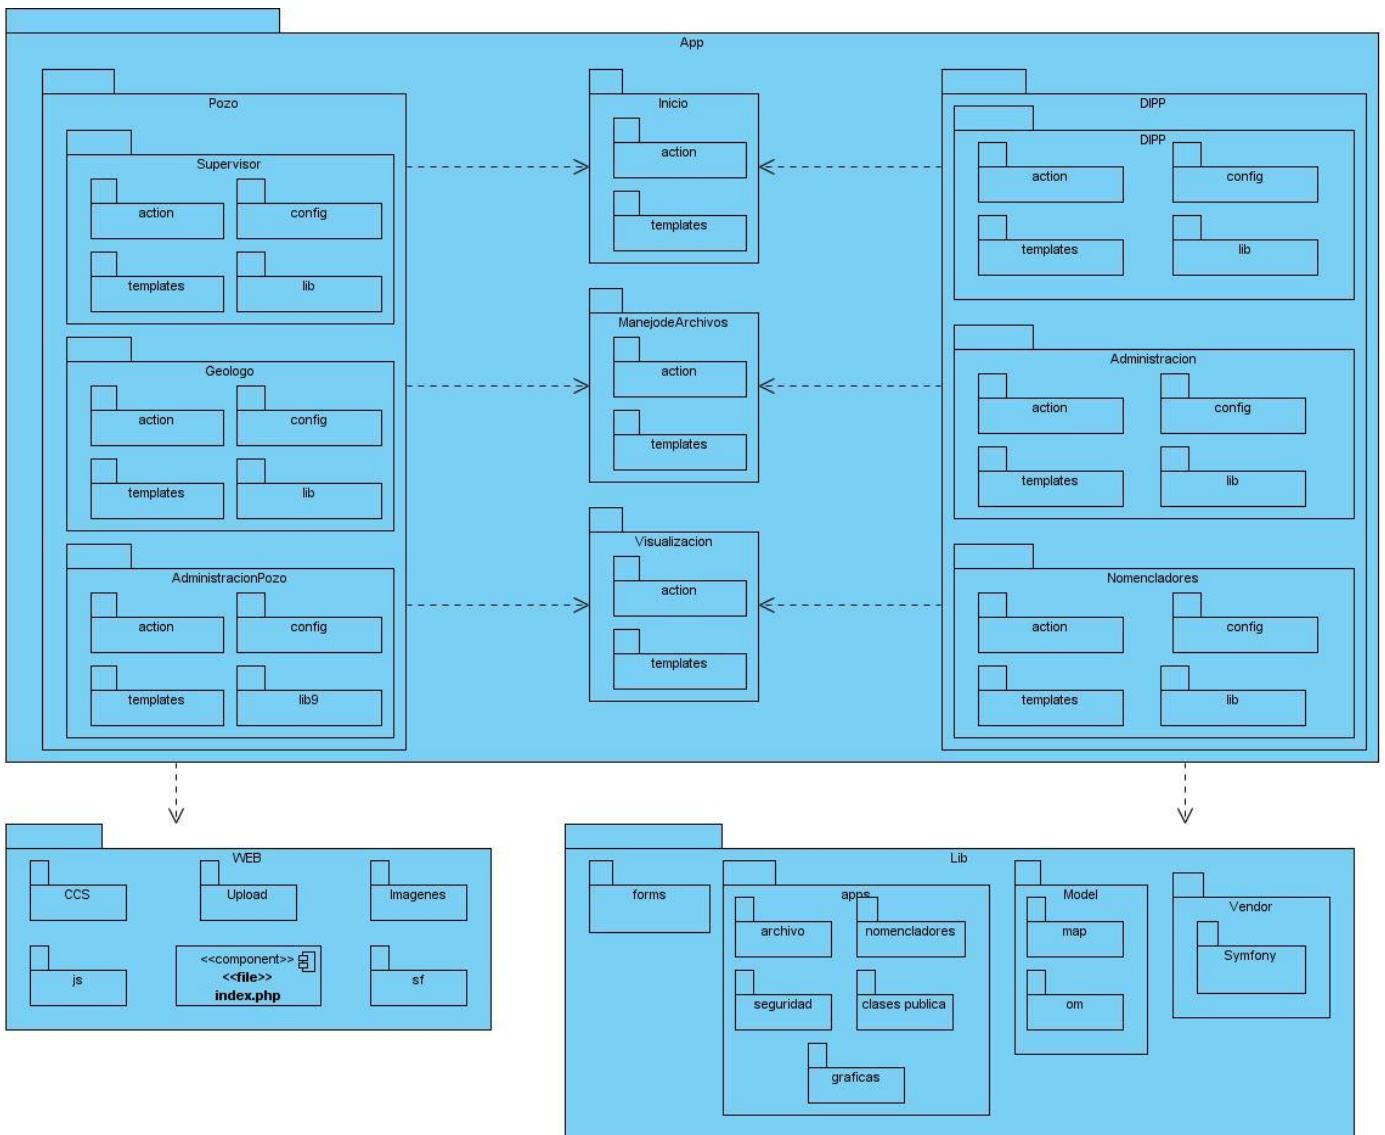 App
Pozo
Supervisor
action
config
templates
lib
Geologo
action
config
templates
lib
AdministracionPozo
action
config
templates
lib9
Inicio
action
templates
ManejodeArchivos
action
templates
Visualizacion
action
templates
DIPP
DIPP
action
config
templates
lib
Administracion
action
config
templates
lib
Nomencladores
action
config
templates
lib
WEB
CCS
Upload
Imagenes
js
<<component>>
<<file>>
index.php
sf
Lib
forms
apps
archivo
nomencladores
seguridad
clases publica
graficas
Model
map
om
Vendor
Symfony